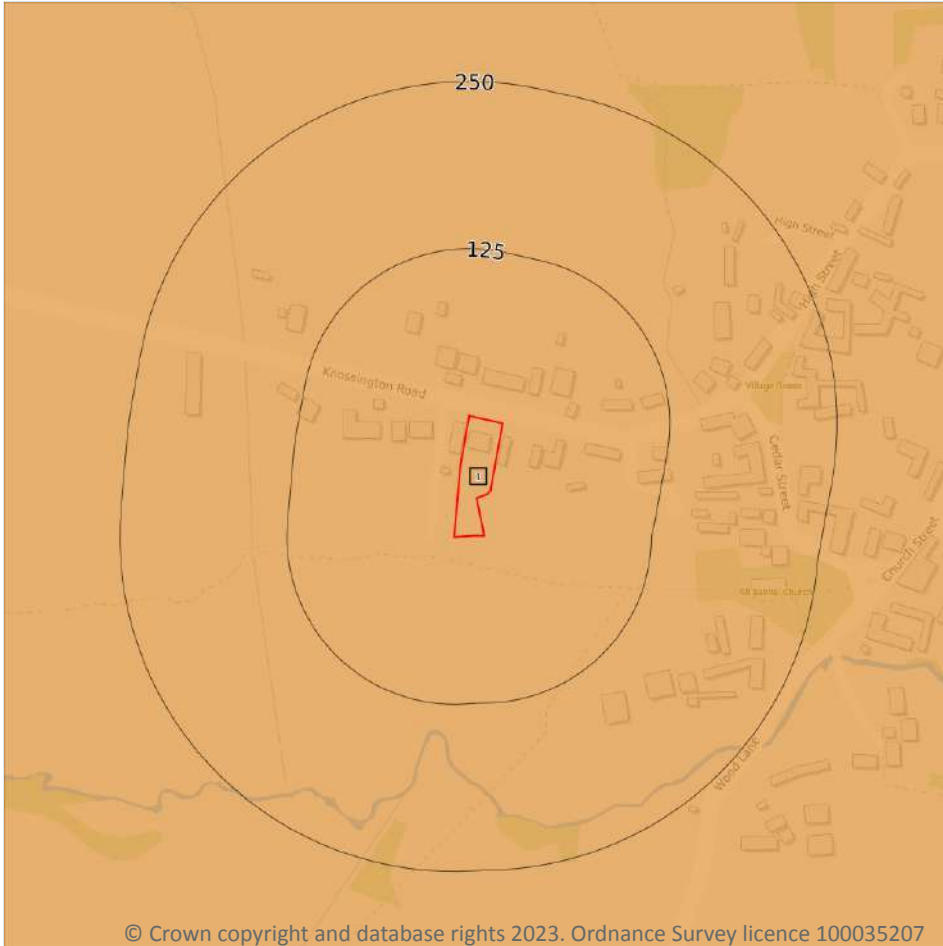 250
High Street
High Street
125
Knossington Road
Village Green
Cedar Street
1
Church Street
All Saints' Church
Wood Lane
© Crown copyright and database rights 2023. Ordnance Survey licence 100035207